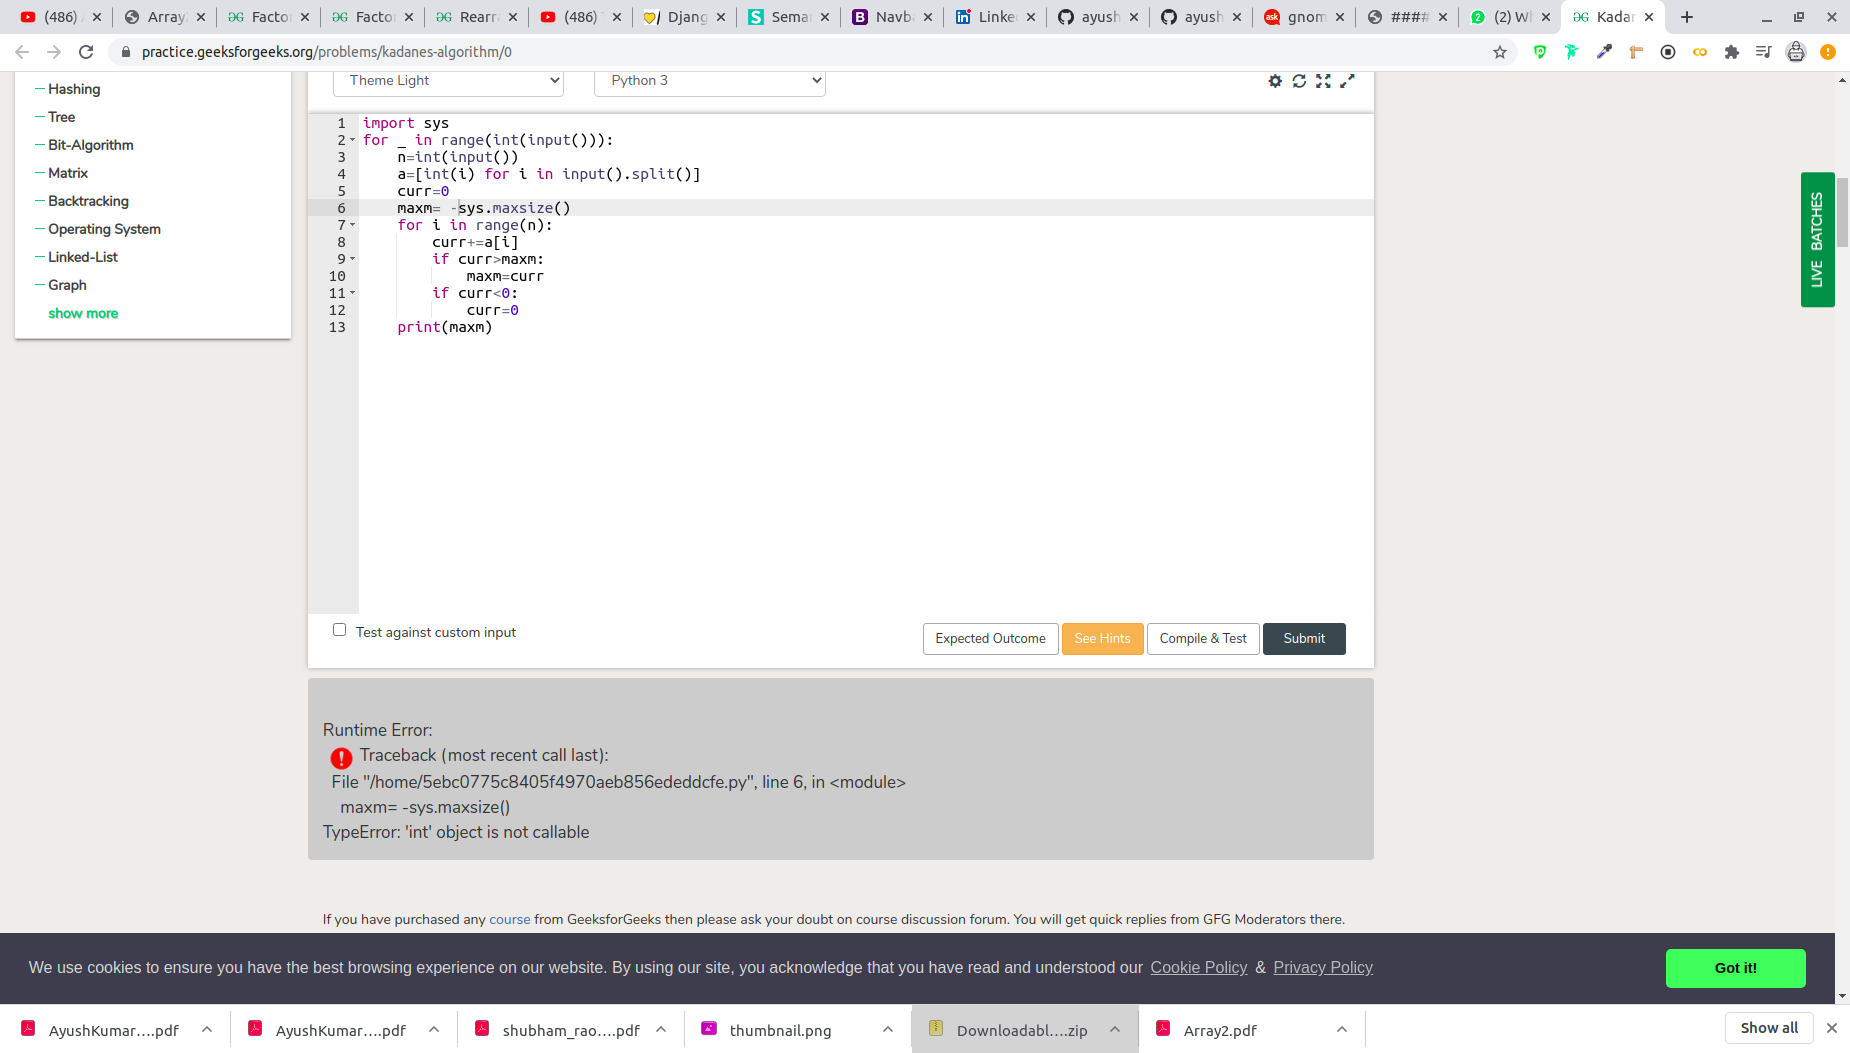 (486) A
Array
Factor
Factor
Rearra
(486) T
Djang
Seman
Navba
Linked
ayush
ayush
gnom
####
(2) Wh
Kadan
practice.geeksforgeeks.org/problems/kadanes-algorithm/0
Hashing
Tree
Bit-Algorithm
Matrix
Backtracking
Operating System
Linked-List
Graph
show more
Theme Light
Python 3
1 import sys
2 for _ in range(int(input())):
3 n=int(input())
4 a=[int(i) for i in input().split()]
5 curr=0
6 maxm= -sys.maxsize()
7 for i in range(n):
8 curr+=a[i]
9 if curr>maxm:
10 maxm=curr
11 if curr<0:
12 curr=0
13 print(maxm)
LIVE BATCHES
Test against custom input
Expected Outcome
See Hints
Compile & Test
Submit
Runtime Error:
Traceback (most recent call last):
File "/home/5ebc0775c8405f4970aeb856ededdcfe.py", line 6, in <module>
maxm= -sys.maxsize()
TypeError: 'int' object is not callable
If you have purchased any course from GeeksforGeeks then please ask your doubt on course discussion forum. You will get quick replies from GFG Moderators there.
We use cookies to ensure you have the best browsing experience on our website. By using our site, you acknowledge that you have read and understood our Cookie Policy & Privacy Policy
Got it!
AyushKumar....pdf
AyushKumar....pdf
shubham_rao....pdf
thumbnail.png
Downloadabl....zip
Array2.pdf
Show all